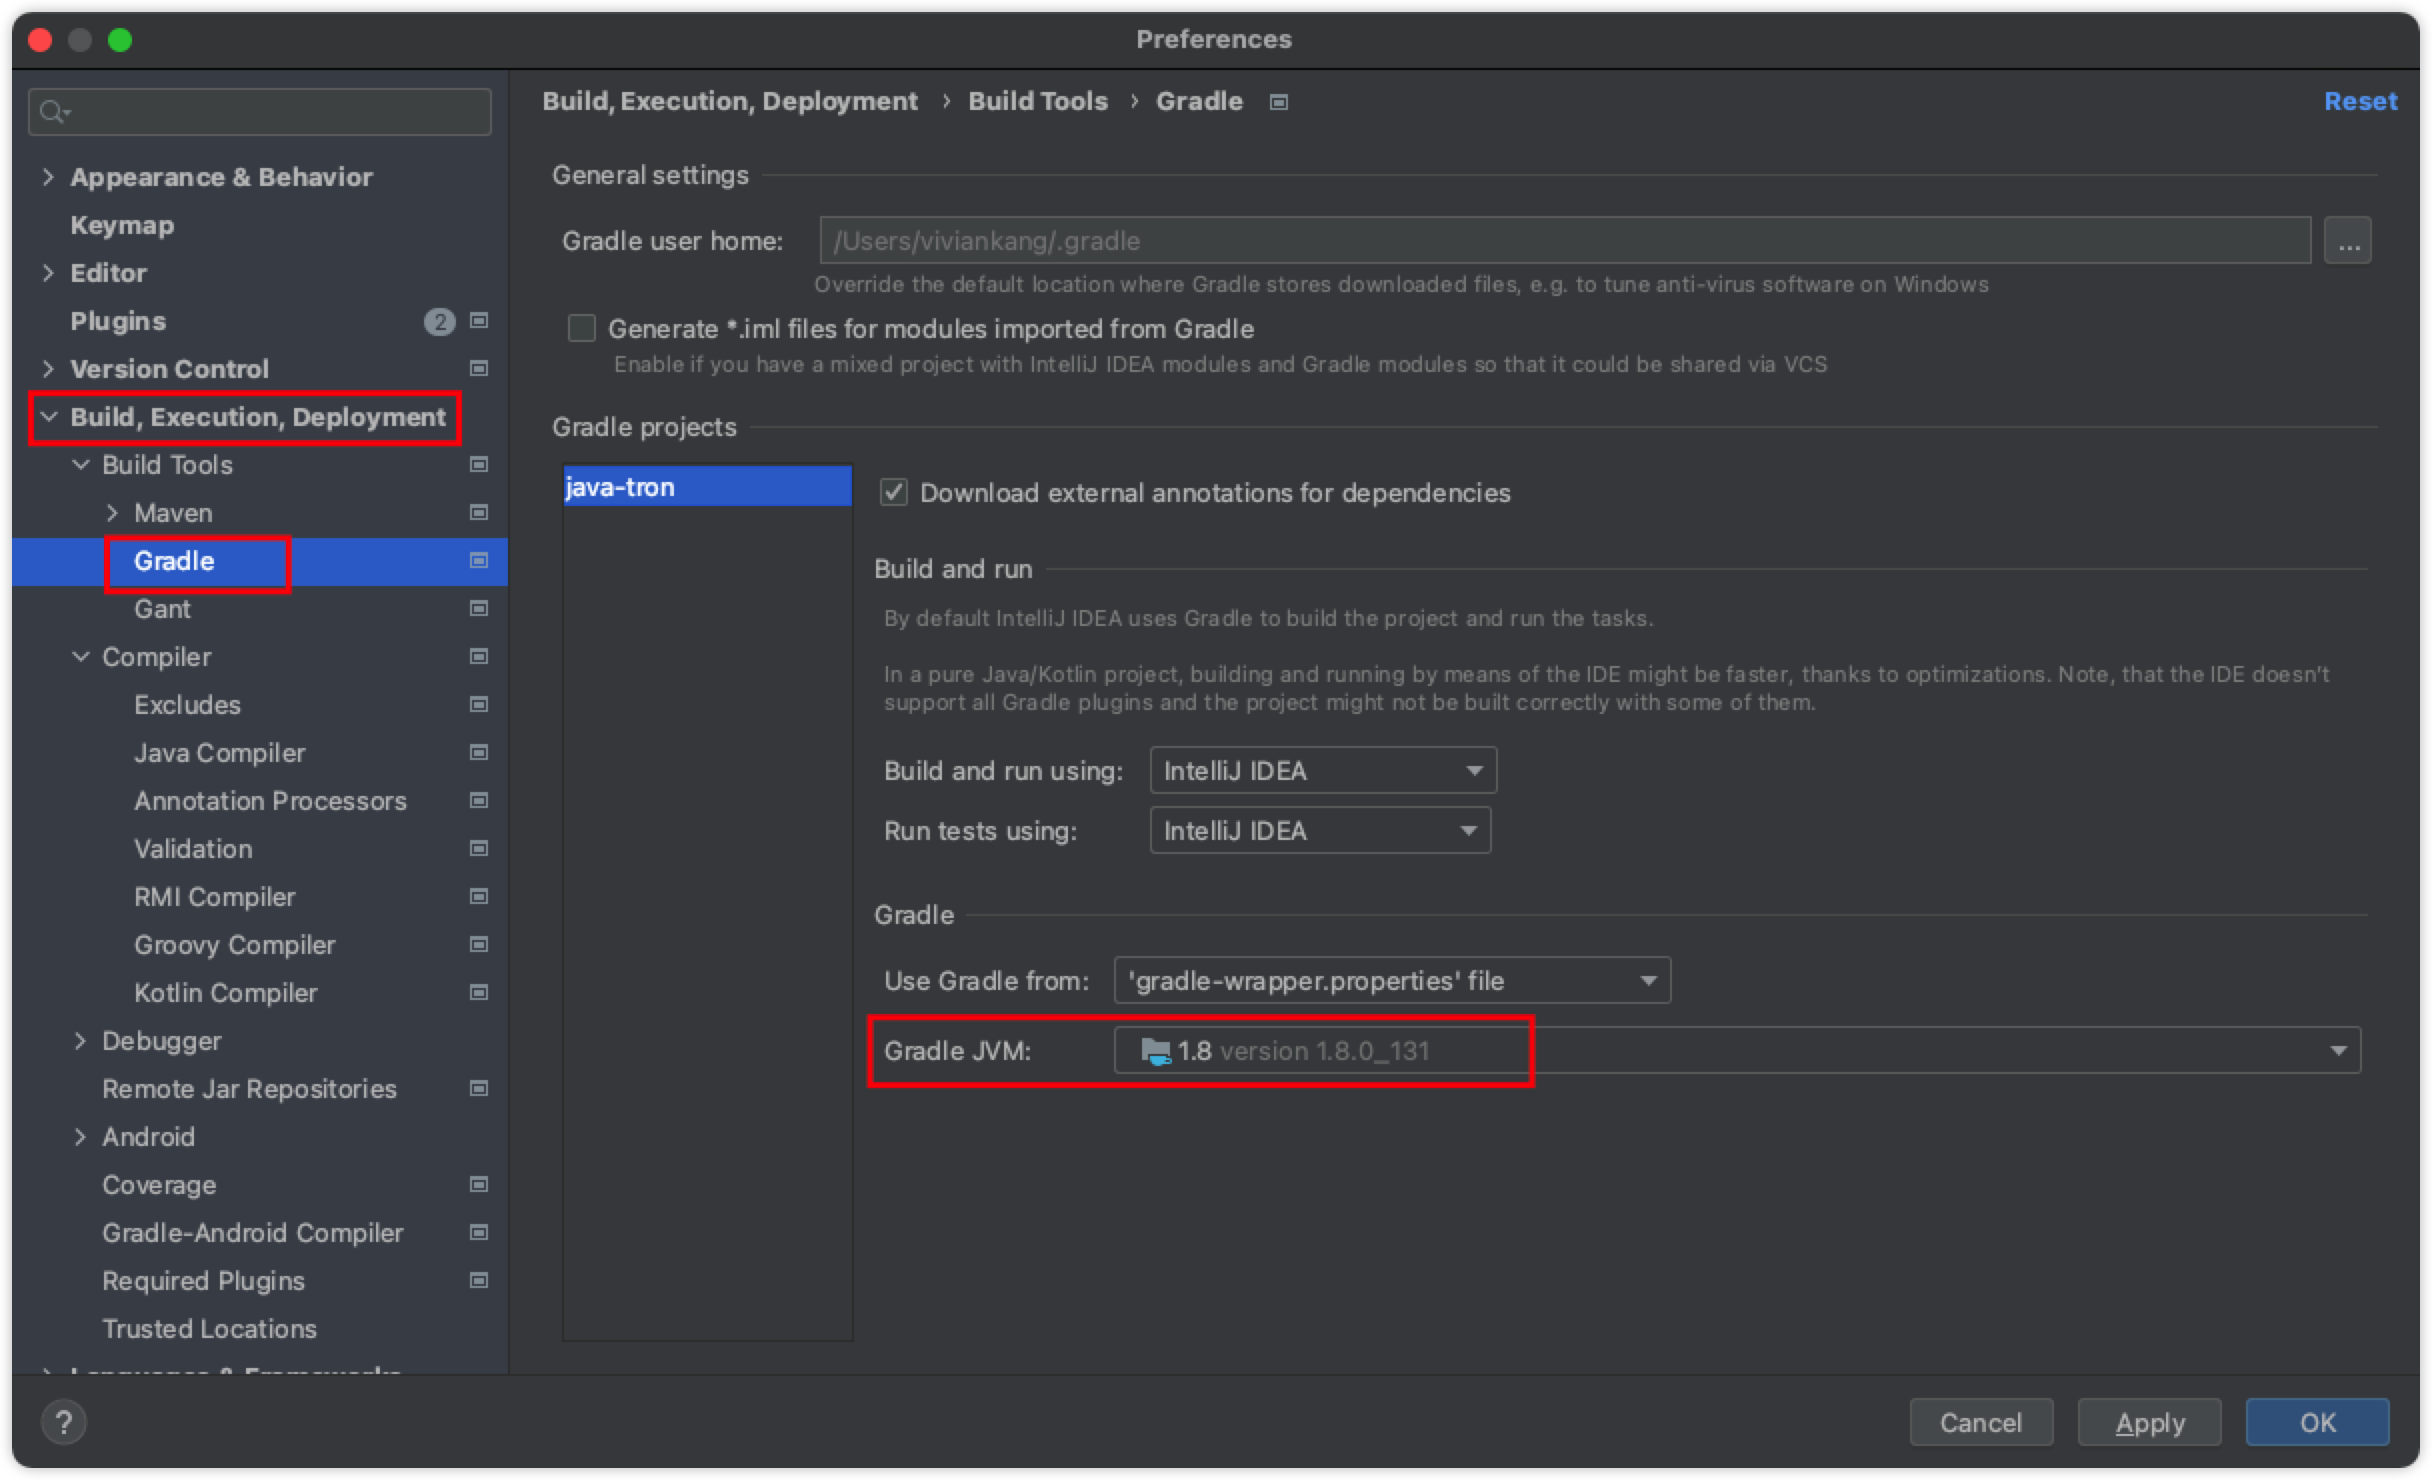 Preferences
Build, Execution, Deployment › Build Tools › Gradle
Reset
Appearance & Behavior
Keymap
Editor
Plugins 2
Version Control
Build, Execution, Deployment
Build Tools
Maven
Gradle
Gant
Compiler
Excludes
Java Compiler
Annotation Processors
Validation
RMI Compiler
Groovy Compiler
Kotlin Compiler
Debugger
Remote Jar Repositories
Android
Coverage
Gradle-Android Compiler
Required Plugins
Trusted Locations
Languages & Frameworks
General settings
Gradle user home: /Users/viviankang/.gradle ...
Override the default location where Gradle stores downloaded files, e.g. to tune anti-virus software on Windows
Generate *.iml files for modules imported from Gradle
Enable if you have a mixed project with IntelliJ IDEA modules and Gradle modules so that it could be shared via VCS
Gradle projects
java-tron
Download external annotations for dependencies
Build and run
By default IntelliJ IDEA uses Gradle to build the project and run the tasks.
In a pure Java/Kotlin project, building and running by means of the IDE might be faster, thanks to optimizations. Note, that the IDE doesn't
support all Gradle plugins and the project might not be built correctly with some of them.
Build and run using: IntelliJ IDEA
Run tests using: IntelliJ IDEA
Gradle
Use Gradle from: 'gradle-wrapper.properties' file
Gradle JVM: 1.8 version 1.8.0_131
?
Cancel
Apply
OK